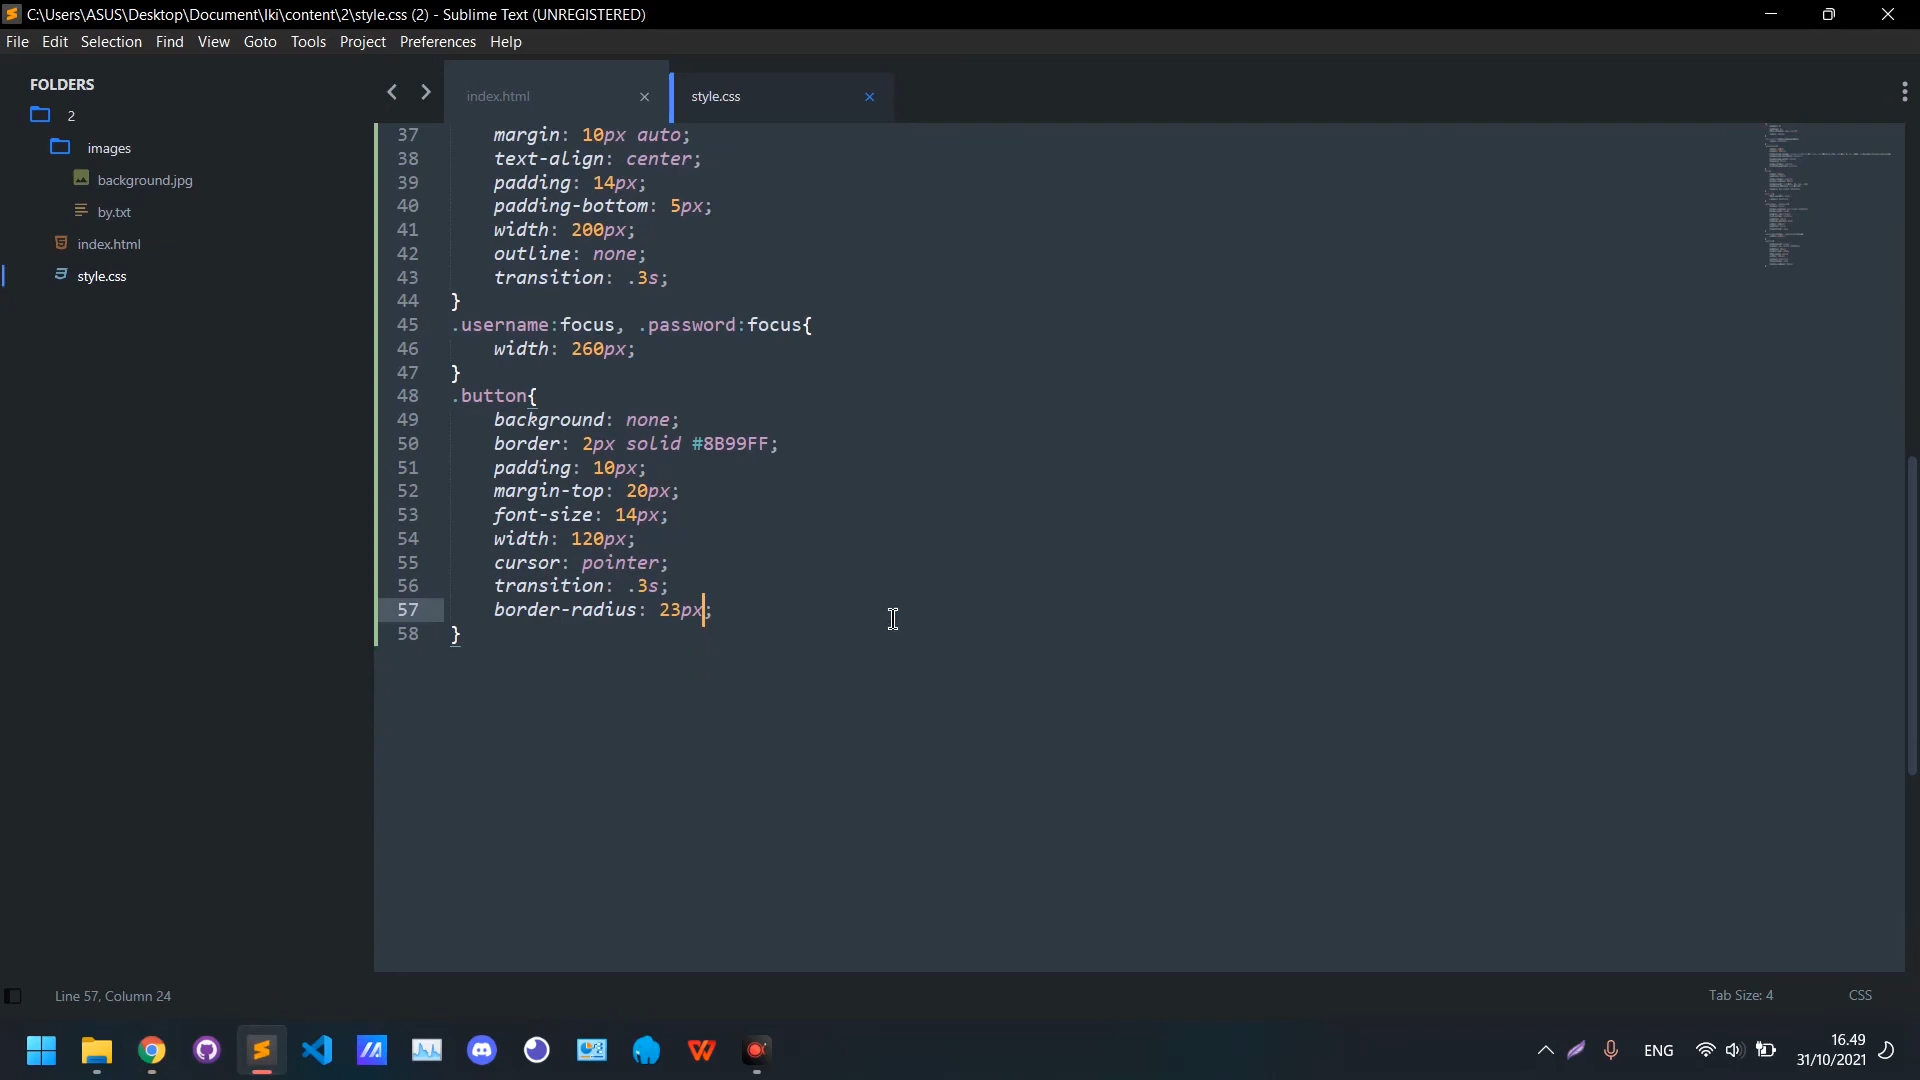 C:\Users\ASUS\Desktop\Document\Iki\content\2\style.css (2) - Sublime Text (UNREGISTERED)
File Edit Selection Find View Goto Tools Project Preferences Help
FOLDERS
2
images
background.jpg
by.txt
index.html
style.css
index.html style.css
37 margin: 10px auto;
38 text-align: center;
39 padding: 14px;
40 padding-bottom: 5px;
41 width: 200px;
42 outline: none;
43 transition: .3s;
44 }
45 .username:focus, .password:focus{
46 width: 260px;
47 }
48 .button{
49 background: none;
50 border: 2px solid #8B99FF;
51 padding: 10px;
52 margin-top: 20px;
53 font-size: 14px;
54 width: 120px;
55 cursor: pointer;
56 transition: .3s;
57 border-radius: 23px;
58 }
Line 57, Column 24 Tab Size: 4 CSS
ENG
16.49
31/10/2021